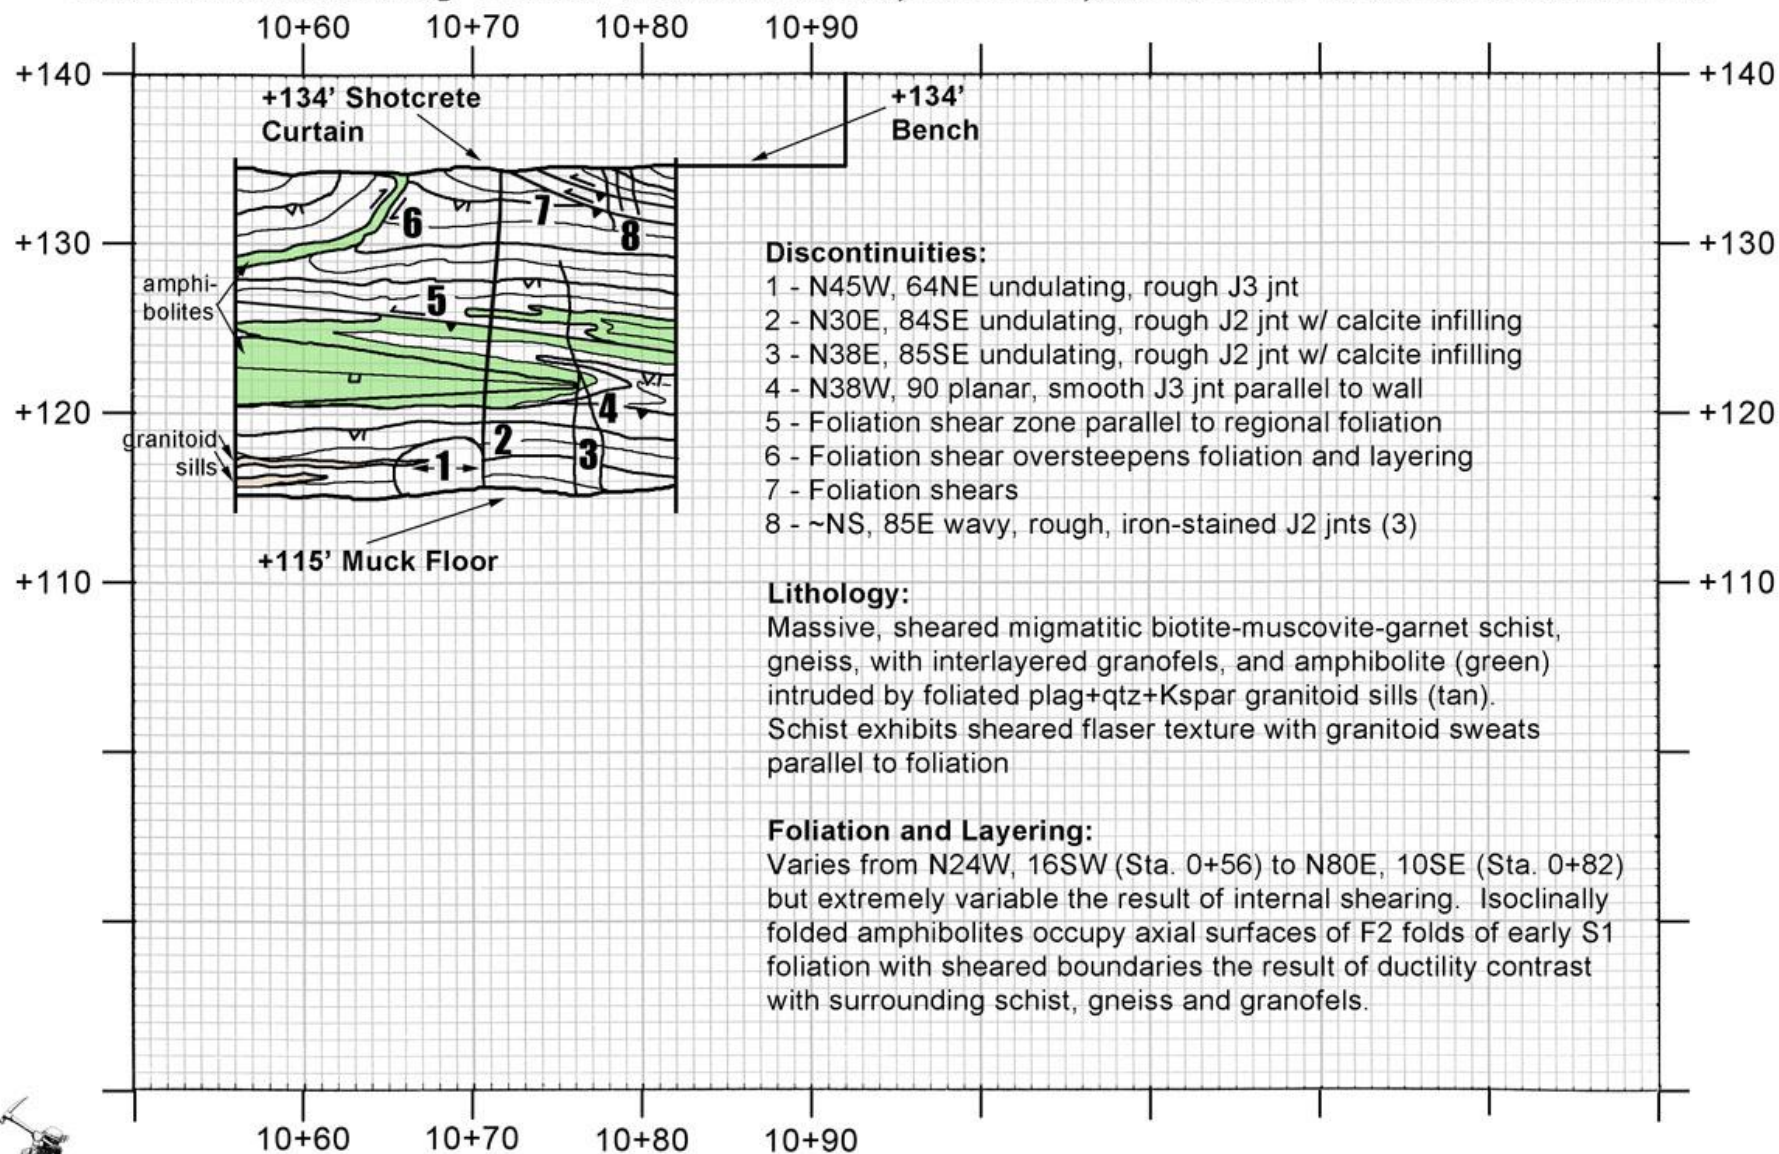 10+60 10+70 10+80 10+90
+140 +140
+134' Shotcrete
Curtain
+134'
Bench
6 7 8
+130 +130
amphi-
bolites
5
+120 +120
4
granitoid
sills
1 2 3
+115' Muck Floor
+110 +110
Discontinuities:
1 - N45W, 64NE undulating, rough J3 jnt
2 - N30E, 84SE undulating, rough J2 jnt w/ calcite infilling
3 - N38E, 85SE undulating, rough J2 jnt w/ calcite infilling
4 - N38W, 90 planar, smooth J3 jnt parallel to wall
5 - Foliation shear zone parallel to regional foliation
6 - Foliation shear oversteepens foliation and layering
7 - Foliation shears
8 - ~NS, 85E wavy, rough, iron-stained J2 jnts (3)
Lithology:
Massive, sheared migmatitic biotite-muscovite-garnet schist,
gneiss, with interlayered granofels, and amphibolite (green)
intruded by foliated plag+qtz+Kspar granitoid sills (tan).
Schist exhibits sheared flaser texture with granitoid sweats
parallel to foliation
Foliation and Layering:
Varies from N24W, 16SW (Sta. 0+56) to N80E, 10SE (Sta. 0+82)
but extremely variable the result of internal shearing. Isoclinally
folded amphibolites occupy axial surfaces of F2 folds of early S1
foliation with sheared boundaries the result of ductility contrast
with surrounding schist, gneiss and granofels.
10+60 10+70 10+80 10+90